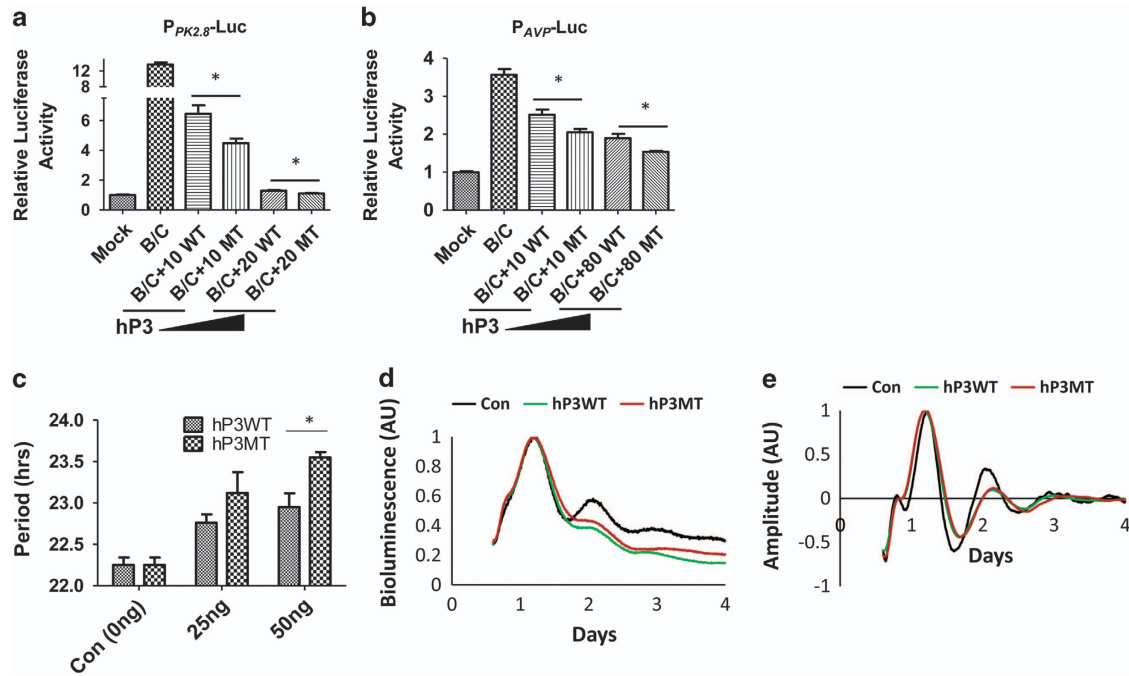 a
P_PK2.8-Luc
Relative Luciferase
Activity
12
8
6
4
2
0
*
*
Mock
B/C
B/C+10 WT
B/C+10 MT
B/C+20 WT
B/C+20 MT
hP3
b
P_AVP-Luc
Relative Luciferase
Activity
4
3
2
1
0
*
*
Mock
B/C
B/C+10 WT
B/C+10 MT
B/C+80 WT
B/C+80 MT
hP3
c
Period (hrs)
24.0
23.5
23.0
22.5
22.0
hP3WT
hP3MT
*
Con (0ng)
25ng
50ng
d
Con hP3WT hP3MT
Bioluminescence (AU)
1
0.8
0.6
0.4
0.2
0
0 1 2 3 4
Days
e
Con hP3WT hP3MT
Amplitude (AU)
1
0.5
0
-0.5
-1
0 1 2 3 4
Days